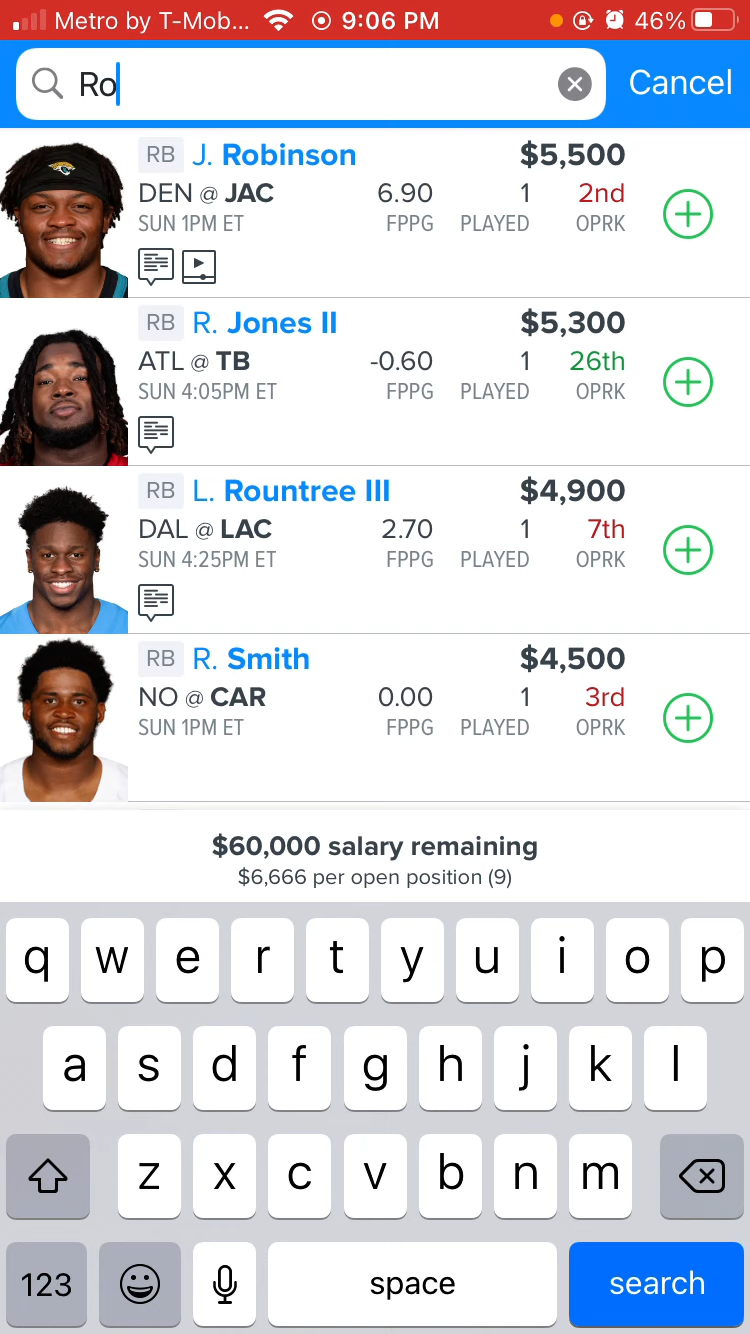 Metro by T-Mob... 9:06 PM 46%
Ro Cancel
RB J. Robinson $5,500
DEN @ JAC 6.90 1 2nd
SUN 1PM ET FPPG PLAYED OPRK
RB R. Jones II $5,300
ATL @ TB -0.60 1 26th
SUN 4:05PM ET FPPG PLAYED OPRK
RB L. Rountree III $4,900
DAL @ LAC 2.70 1 7th
SUN 4:25PM ET FPPG PLAYED OPRK
RB R. Smith $4,500
NO @ CAR 0.00 1 3rd
SUN 1PM ET FPPG PLAYED OPRK
$60,000 salary remaining
$6,666 per open position (9)
q w e r t y u i o p
a s d f g h j k l
z x c v b n m
123 space search